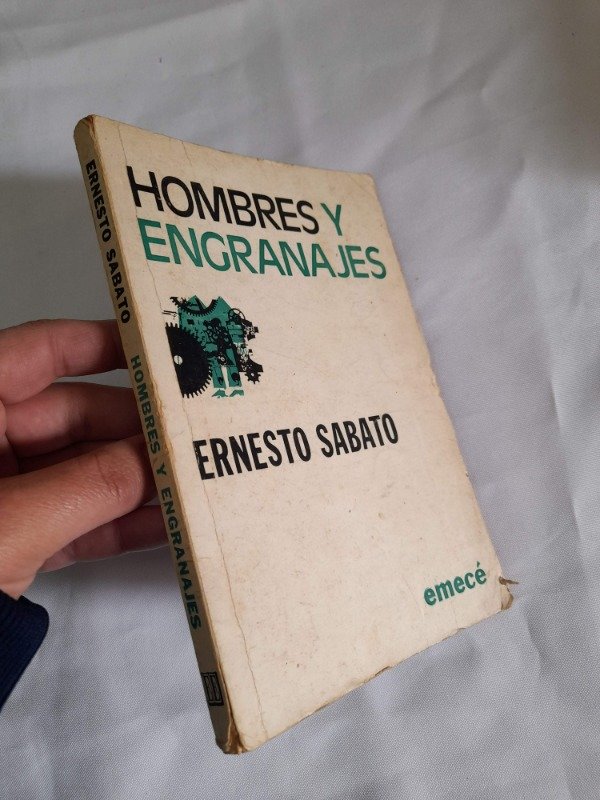 HOMBRES Y
ENGRANAJES
ERNESTO SABATO
emecé
ERNESTO SABATO HOMBRES Y ENGRANAJES